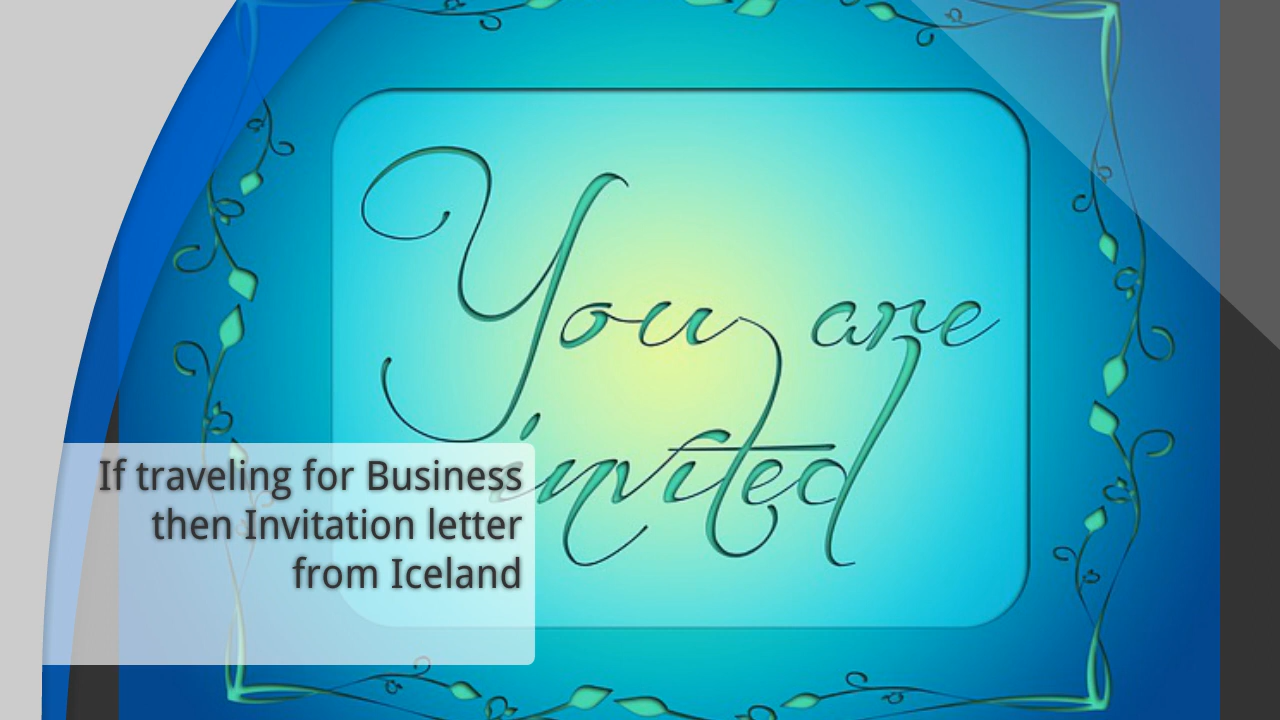 You are
invited
If traveling for Business
then Invitation letter
from Iceland